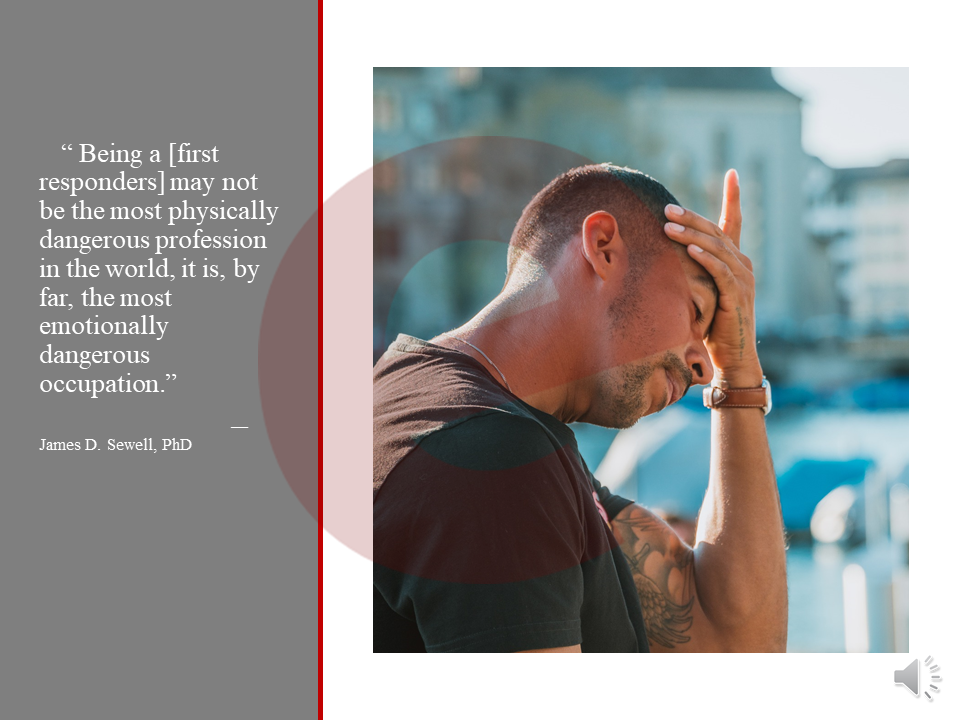 “ Being a [first
responders] may not
be the most physically
dangerous profession
in the world, it is, by
far, the most
emotionally
dangerous
occupation.”
—
James D. Sewell, PhD